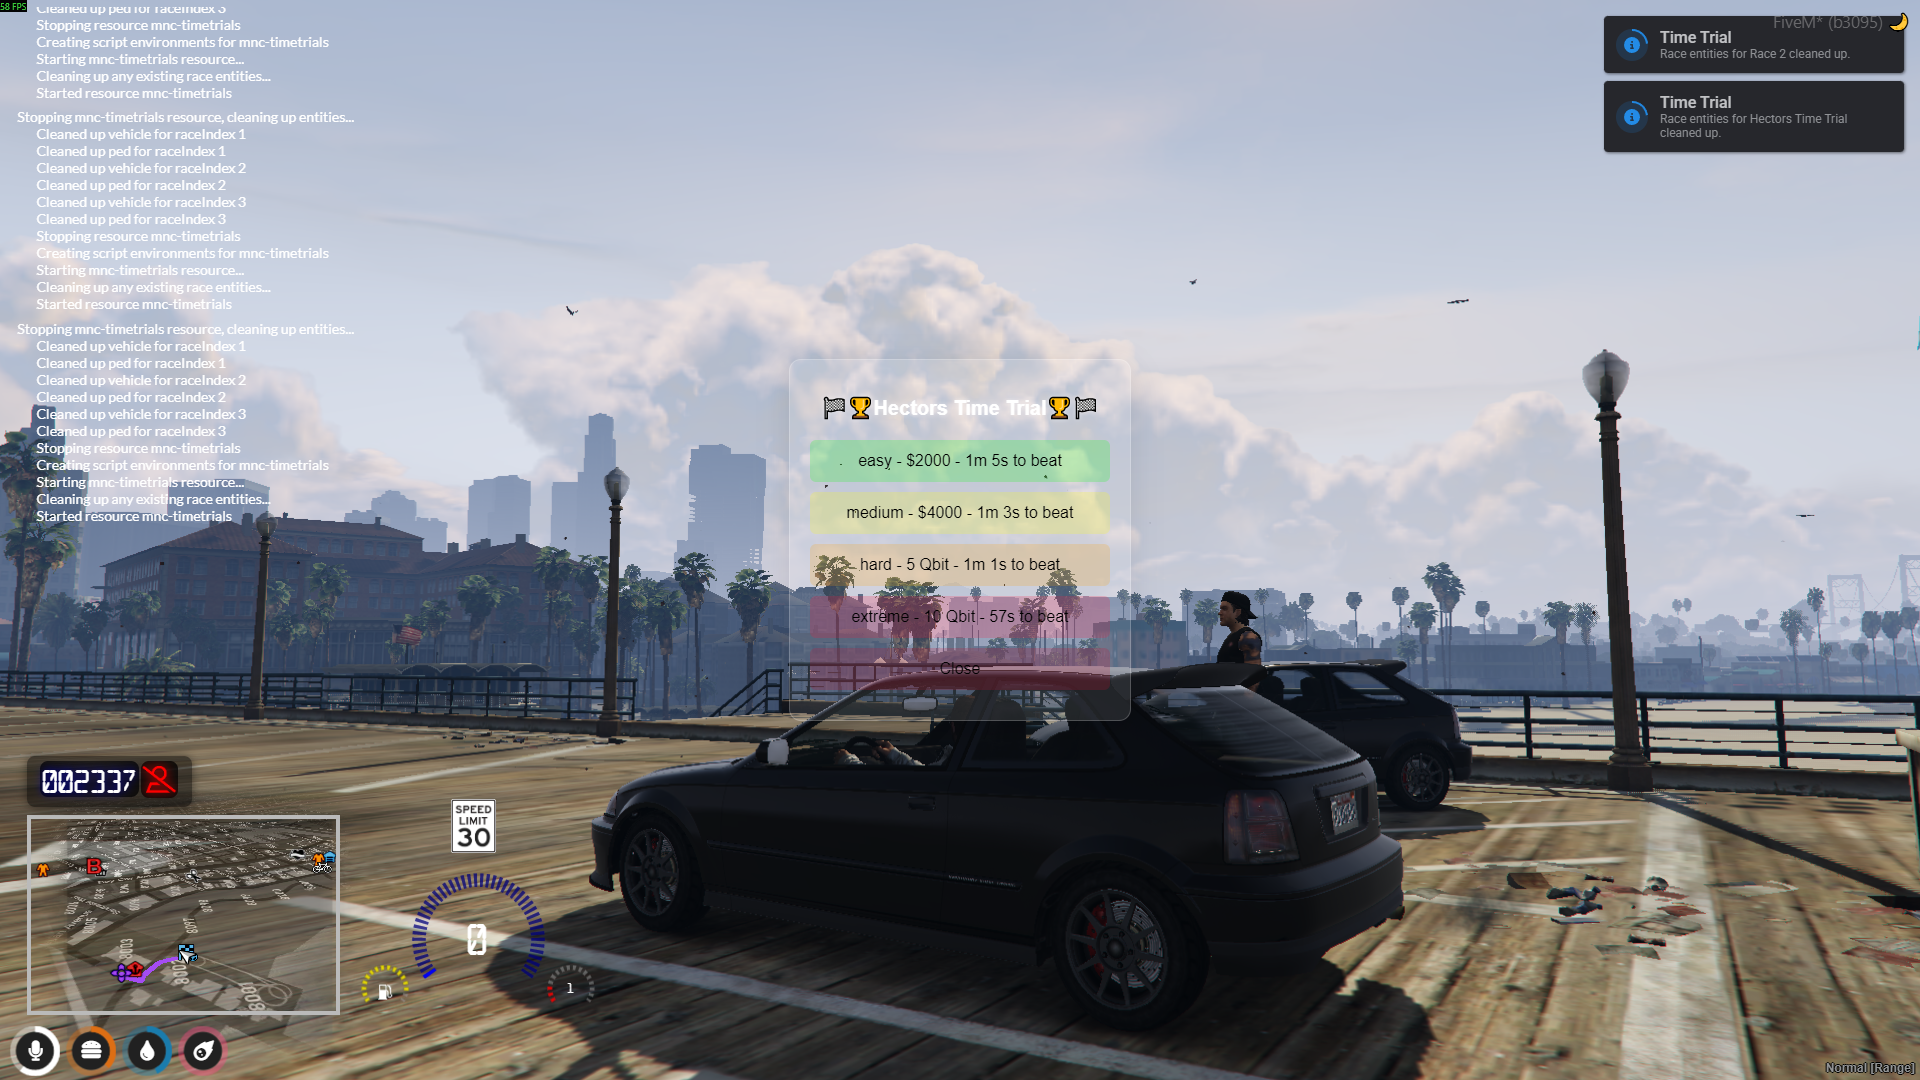 58 FPS
Cleaned up ped for raceIndex 3
Stopping resource mnc-timetrials
Creating script environments for mnc-timetrials
Starting mnc-timetrials resource...
Cleaning up any existing race entities...
Started resource mnc-timetrials
Stopping mnc-timetrials resource, cleaning up entities...
Cleaned up vehicle for raceIndex 1
Cleaned up ped for raceIndex 1
Cleaned up vehicle for raceIndex 2
Cleaned up ped for raceIndex 2
Cleaned up vehicle for raceIndex 3
Cleaned up ped for raceIndex 3
Stopping resource mnc-timetrials
Creating script environments for mnc-timetrials
Starting mnc-timetrials resource...
Cleaning up any existing race entities...
Started resource mnc-timetrials
Stopping mnc-timetrials resource, cleaning up entities...
Cleaned up vehicle for raceIndex 1
Cleaned up ped for raceIndex 1
Cleaned up vehicle for raceIndex 2
Cleaned up ped for raceIndex 2
Cleaned up vehicle for raceIndex 3
Cleaned up ped for raceIndex 3
Stopping resource mnc-timetrials
Creating script environments for mnc-timetrials
Starting mnc-timetrials resource...
Cleaning up any existing race entities...
Started resource mnc-timetrials
FiveM* (b3095)
Time Trial
Race entities for Race 2 cleaned up.
Time Trial
Race entities for Hectors Time Trial
cleaned up.
Hectors Time Trial
easy - $2000 - 1m 5s to beat
medium - $4000 - 1m 3s to beat
hard - 5 Qbit - 1m 1s to beat
extreme - 10 Qbit - 57s to beat
Close
002337
SPEED
LIMIT
30
B
8003
0
1
Normal [Range]